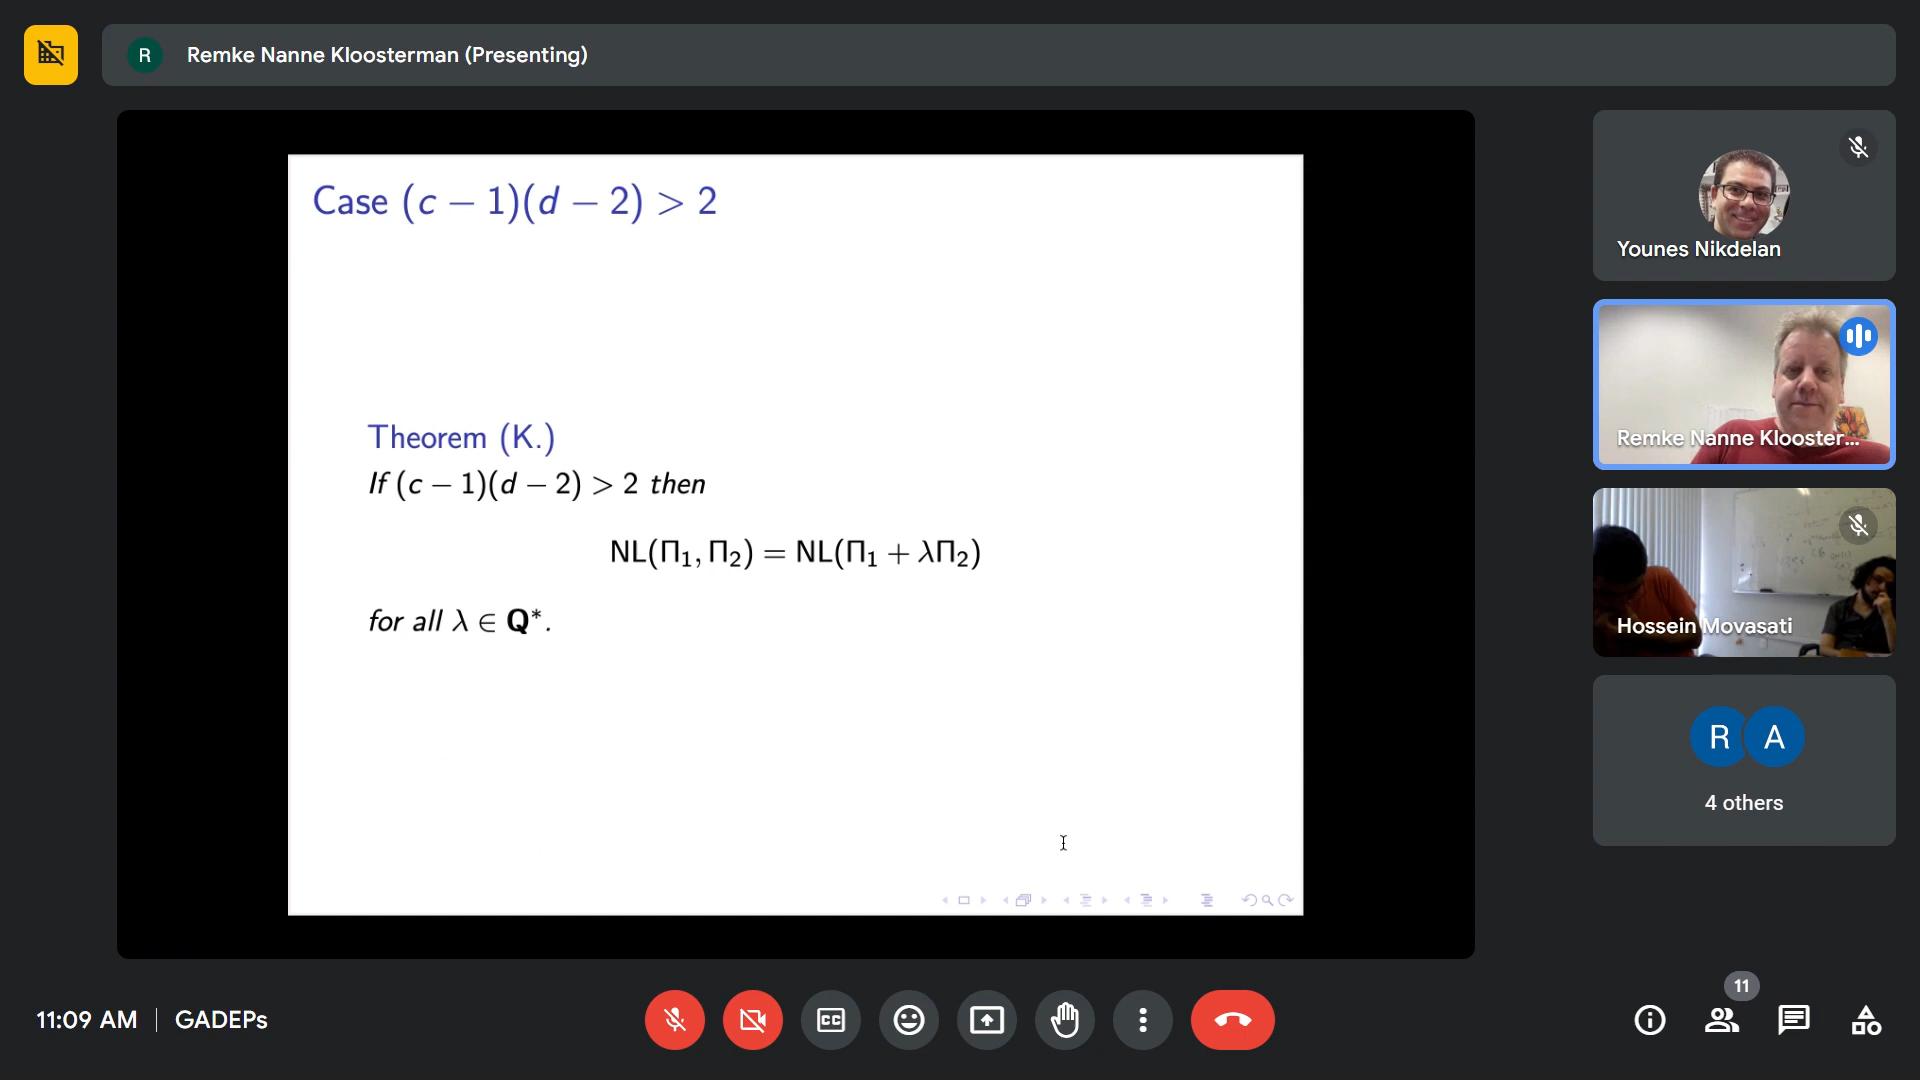 R Remke Nanne Kloosterman (Presenting)
Case (c − 1)(d − 2) > 2
Theorem (K.)
If (c − 1)(d − 2) > 2 then
NL(Π₁, Π₂) = NL(Π₁ + λΠ₂)
for all λ ∈ Q*.
Younes Nikdelan
Remke Nanne Klooster...
Hossein Movasati
R A
4 others
11:09 AM | GADEPs
CC
11